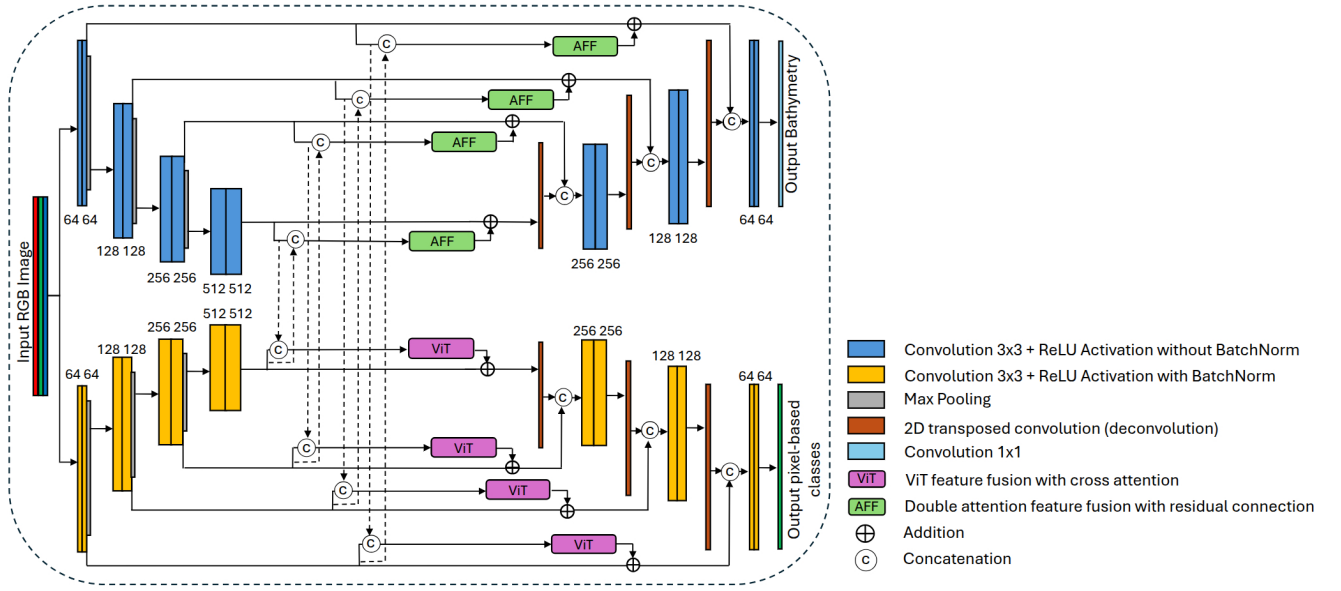 AFF
C
AFF
C
AFF
C
C
C
C
64 64
128 128
256 256
512 512
C
AFF
256 256
128 128
64 64
Output Bathymetry
Input RGB Image
64 64
128 128
256 256
512 512
C
ViT
256 256
128 128
64 64
C
C
C
C
ViT
C
ViT
C
ViT
Output pixel-based
classes
Convolution 3x3 + ReLU Activation without BatchNorm
Convolution 3x3 + ReLU Activation with BatchNorm
Max Pooling
2D transposed convolution (deconvolution)
Convolution 1x1
ViT ViT feature fusion with cross attention
AFF Double attention feature fusion with residual connection
Addition
C Concatenation